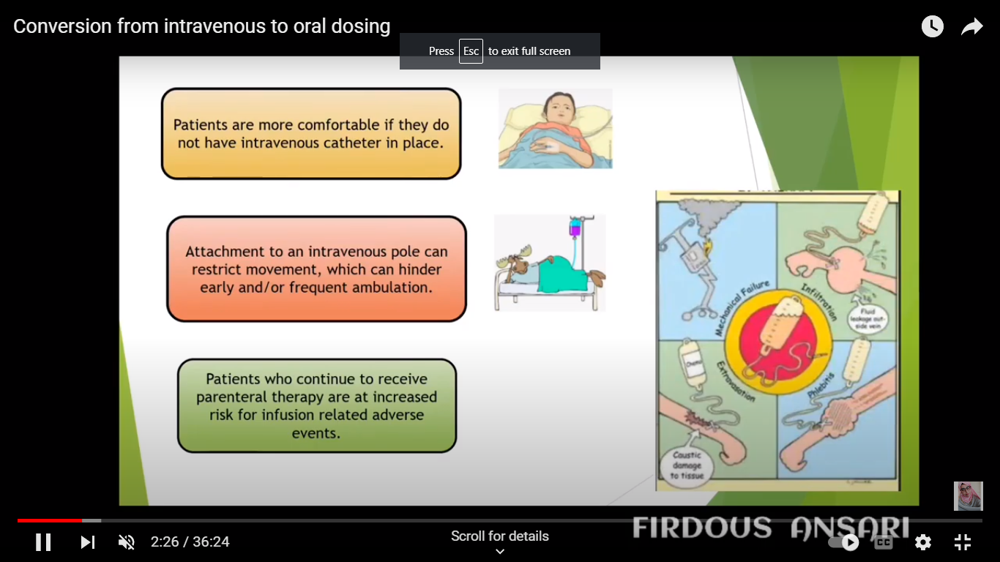 Conversion from intravenous to oral dosing
Press Esc to exit full screen
Patients are more comfortable if they do
not have intravenous catheter in place.
Attachment to an intravenous pole can
restrict movement, which can hinder
early and/or frequent ambulation.
Patients who continue to receive
parenteral therapy are at increased
risk for infusion related adverse
events.
Mechanical Failure
Infiltration
Fluid
leakage out-
side vein
Chemo
Extravasation
Phlebitis
Caustic
damage
to tissue
FIRDOUS ANSARI
2:26 / 36:24
Scroll for details
CC